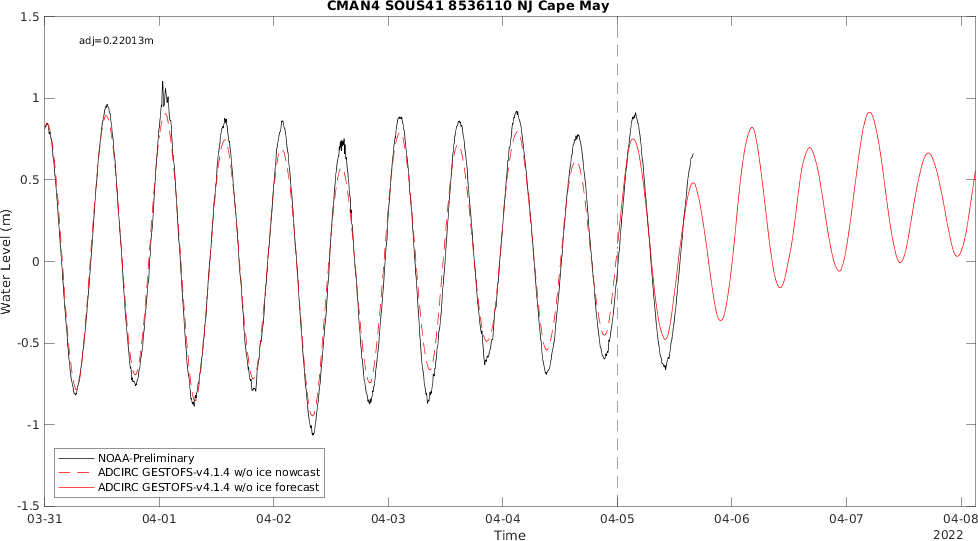 CMAN4 SOUS41 8536110 NJ Cape May
adj=0.22013m
1.5
1
0.5
0
-0.5
-1
-1.5
Water Level (m)
NOAA-Preliminary
ADCIRC GESTOFS-v4.1.4 w/o ice nowcast
ADCIRC GESTOFS-v4.1.4 w/o ice forecast
03-31 04-01 04-02 04-03 04-04 04-05 04-06 04-07 04-08
Time
2022